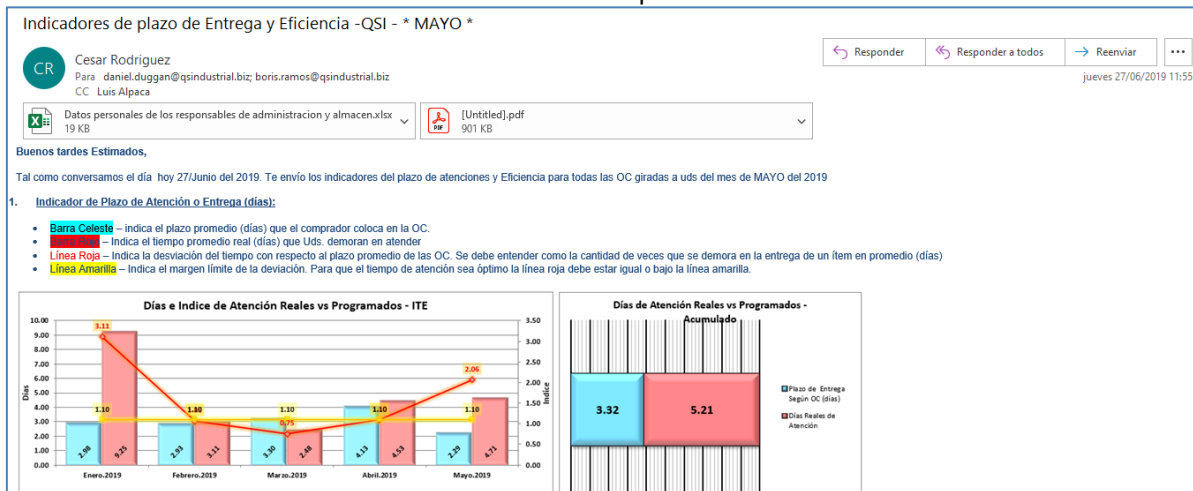 Indicadores de plazo de Entrega y Eficiencia -QSI - * MAYO *
CR
Cesar Rodriguez
Para daniel.duggan@qsindustrial.biz; boris.ramos@qsindustrial.biz
CC Luis Alpaca
Responder
Responder a todos
Reenviar
...
jueves 27/06/2019 11:55
Datos personales de los responsables de administracion y almacen.xlsx
19 KB
[Untitled].pdf
901 KB
Buenos tardes Estimados,
Tal como conversamos el día hoy 27/Junio del 2019. Te envío los indicadores del plazo de atenciones y Eficiencia para todas las OC giradas a uds del mes de MAYO del 2019
1. Indicador de Plazo de Atención o Entrega (días):
• Barra Celeste – indica el plazo promedio (días) que el comprador coloca en la OC.
• – Indica el tiempo promedio real (días) que Uds. demoran en atender
• Línea Roja – Indica la desviación del tiempo con respecto al plazo promedio de las OC. Se debe entender como la cantidad de veces que se demora en la entrega de un ítem en promedio (días)
• Línea Amarilla – Indica el margen límite de la deviación. Para que el tiempo de atención sea óptimo la línea roja debe estar igual o bajo la línea amarilla.
Días e Indice de Atención Reales vs Programados - ITE
10.00
9.00
8.00
7.00
6.00
5.00
4.00
3.00
2.00
1.00
0.00
Días
3.11
0.75
2.06
1.10
1.10
1.10
1.10
2.98
9.25
2.93
3.11
3.30
2.48
4.13
4.53
2.29
4.71
3.50
3.00
2.50
2.00
1.50
1.00
0.50
0.00
Indice
Enero.2019
Febrero.2019
Marzo.2019
Abril.2019
Mayo.2019
Días de Atención Reales vs Programados -
Acumulado
3.32
5.21
Plazo de Entrega
Según OC (días)
Días Reales de
Atención